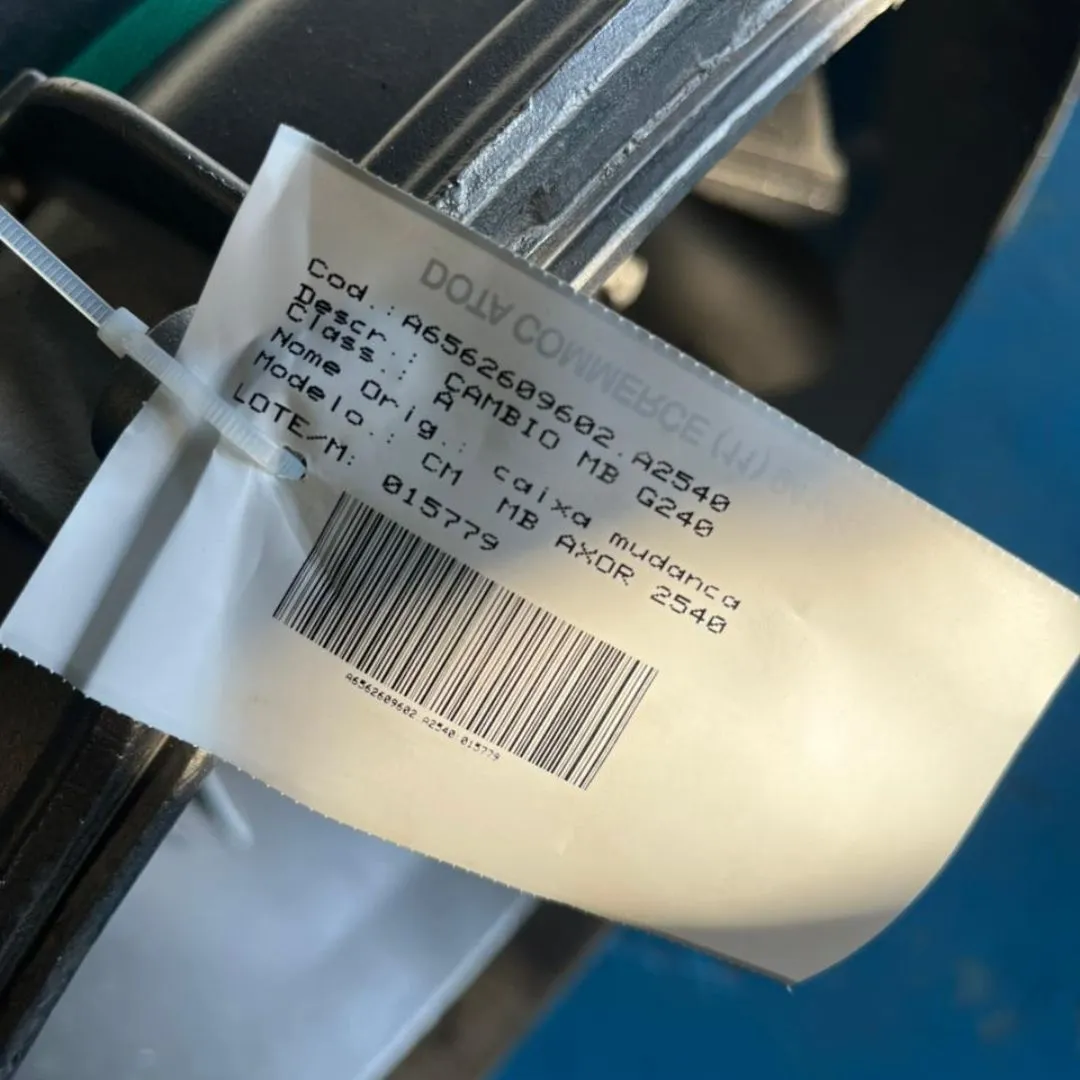 Cod.: A6562609602.A2540
Descr.: CAMBIO MB G240
Class.: A
Nome Orig.: caixa mudanca
Modelo.: CM MB AXOR 2540
LOTE/M: 015779
A6562609602.A2540.015779
DOTA COMMERCE (11)